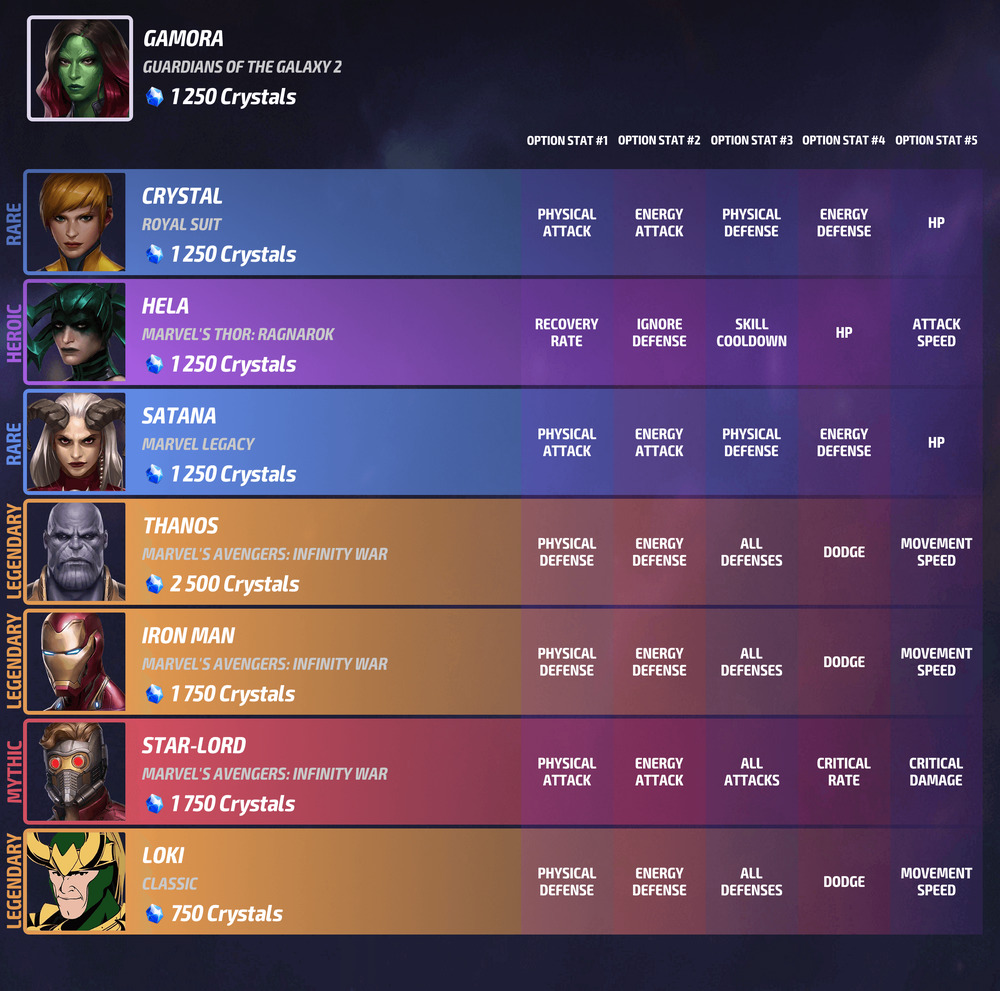 GAMORA
GUARDIANS OF THE GALAXY 2
1 250 Crystals
OPTION STAT #1 OPTION STAT #2 OPTION STAT #3 OPTION STAT #4 OPTION STAT #5
RARE
CRYSTAL
ROYAL SUIT
1 250 Crystals
PHYSICAL ATTACK
ENERGY ATTACK
PHYSICAL DEFENSE
ENERGY DEFENSE
HP
HEROIC
HELA
MARVEL'S THOR: RAGNAROK
1 250 Crystals
RECOVERY RATE
IGNORE DEFENSE
SKILL COOLDOWN
HP
ATTACK SPEED
RARE
SATANA
MARVEL LEGACY
1 250 Crystals
PHYSICAL ATTACK
ENERGY ATTACK
PHYSICAL DEFENSE
ENERGY DEFENSE
HP
LEGENDARY
THANOS
MARVEL'S AVENGERS: INFINITY WAR
2 500 Crystals
PHYSICAL DEFENSE
ENERGY DEFENSE
ALL DEFENSES
DODGE
MOVEMENT SPEED
LEGENDARY
IRON MAN
MARVEL'S AVENGERS: INFINITY WAR
1 750 Crystals
PHYSICAL DEFENSE
ENERGY DEFENSE
ALL DEFENSES
DODGE
MOVEMENT SPEED
MYTHIC
STAR-LORD
MARVEL'S AVENGERS: INFINITY WAR
1 750 Crystals
PHYSICAL ATTACK
ENERGY ATTACK
ALL ATTACKS
CRITICAL RATE
CRITICAL DAMAGE
LEGENDARY
LOKI
CLASSIC
750 Crystals
PHYSICAL DEFENSE
ENERGY DEFENSE
ALL DEFENSES
DODGE
MOVEMENT SPEED